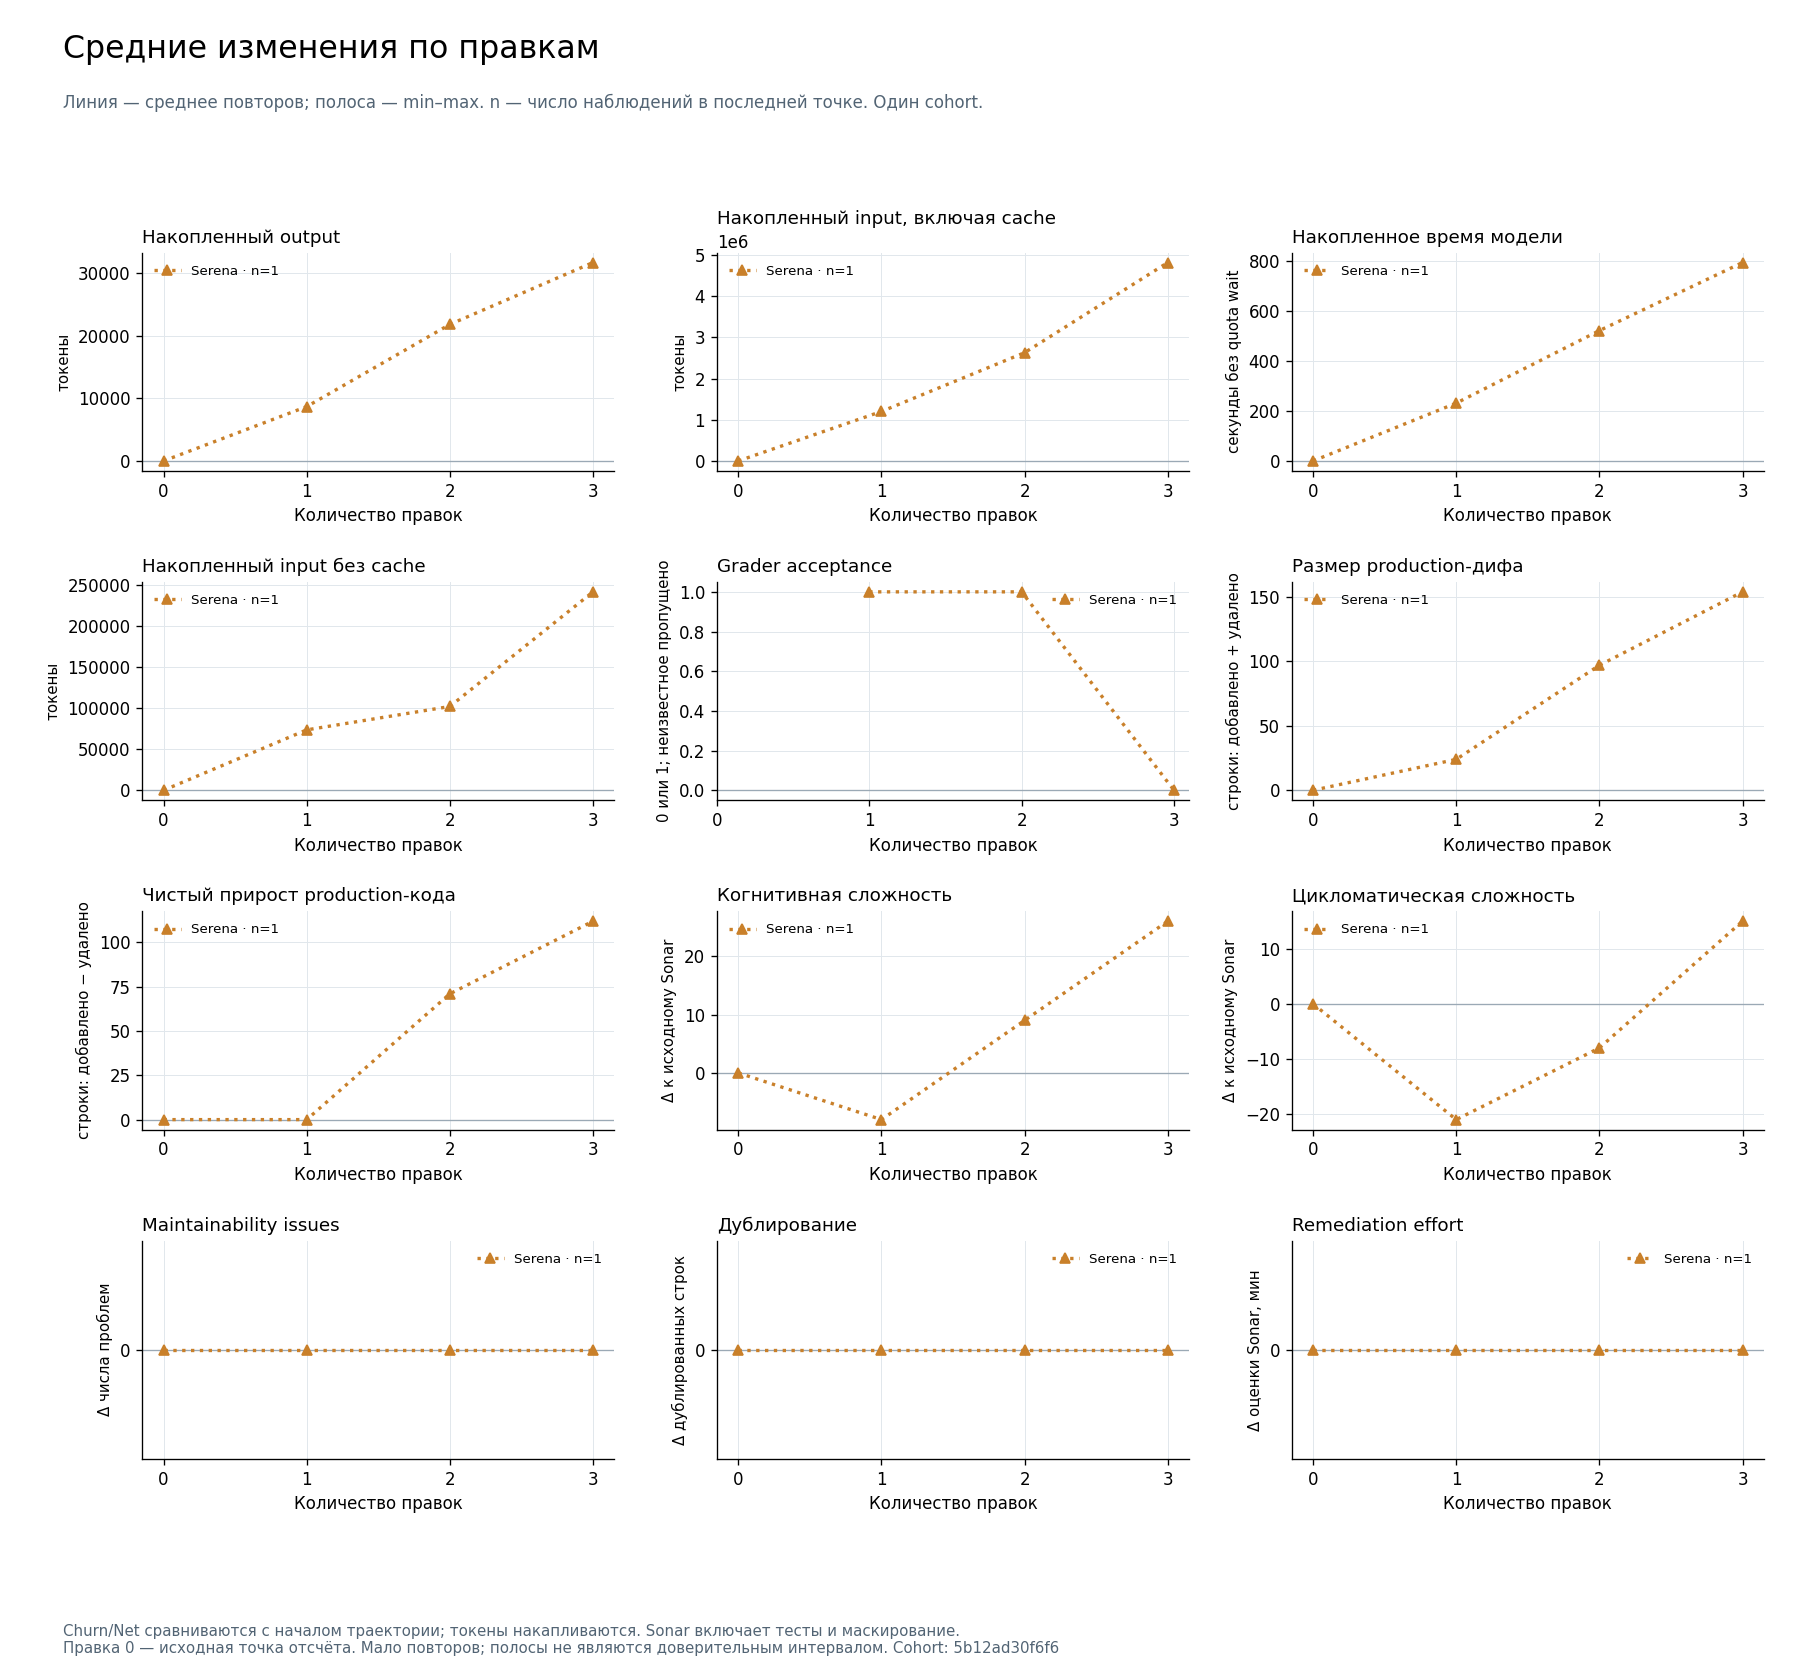 Средние изменения по правкам
Линия — среднее повторов; полоса — min–max. n — число наблюдений в последней точке. Один cohort.
Накопленный output
Serena · n=1
токены
30000
20000
10000
0
0 1 2 3
Количество правок
Накопленный input, включая cache
1e6
Serena · n=1
токены
5
4
3
2
1
0
0 1 2 3
Количество правок
Накопленное время модели
Serena · n=1
секунды без quota wait
800
600
400
200
0
0 1 2 3
Количество правок
Накопленный input без cache
Serena · n=1
токены
250000
200000
150000
100000
50000
0
0 1 2 3
Количество правок
Grader acceptance
Serena · n=1
0 или 1; неизвестное пропущено
1.0
0.8
0.6
0.4
0.2
0.0
0 1 2 3
Количество правок
Размер production-дифа
Serena · n=1
строки: добавлено + удалено
150
100
50
0
0 1 2 3
Количество правок
Чистый прирост production-кода
Serena · n=1
строки: добавлено − удалено
100
75
50
25
0
0 1 2 3
Количество правок
Когнитивная сложность
Serena · n=1
Δ к исходному Sonar
20
10
0
0 1 2 3
Количество правок
Цикломатическая сложность
Serena · n=1
Δ к исходному Sonar
10
0
−10
−20
0 1 2 3
Количество правок
Maintainability issues
Serena · n=1
Δ числа проблем
0
0 1 2 3
Количество правок
Дублирование
Serena · n=1
Δ дублированных строк
0
0 1 2 3
Количество правок
Remediation effort
Serena · n=1
Δ оценки Sonar, мин
0
0 1 2 3
Количество правок
Churn/Net сравниваются с началом траектории; токены накапливаются. Sonar включает тесты и маскирование.
Правка 0 — исходная точка отсчёта. Мало повторов; полосы не являются доверительным интервалом. Cohort: 5b12ad30f6f6